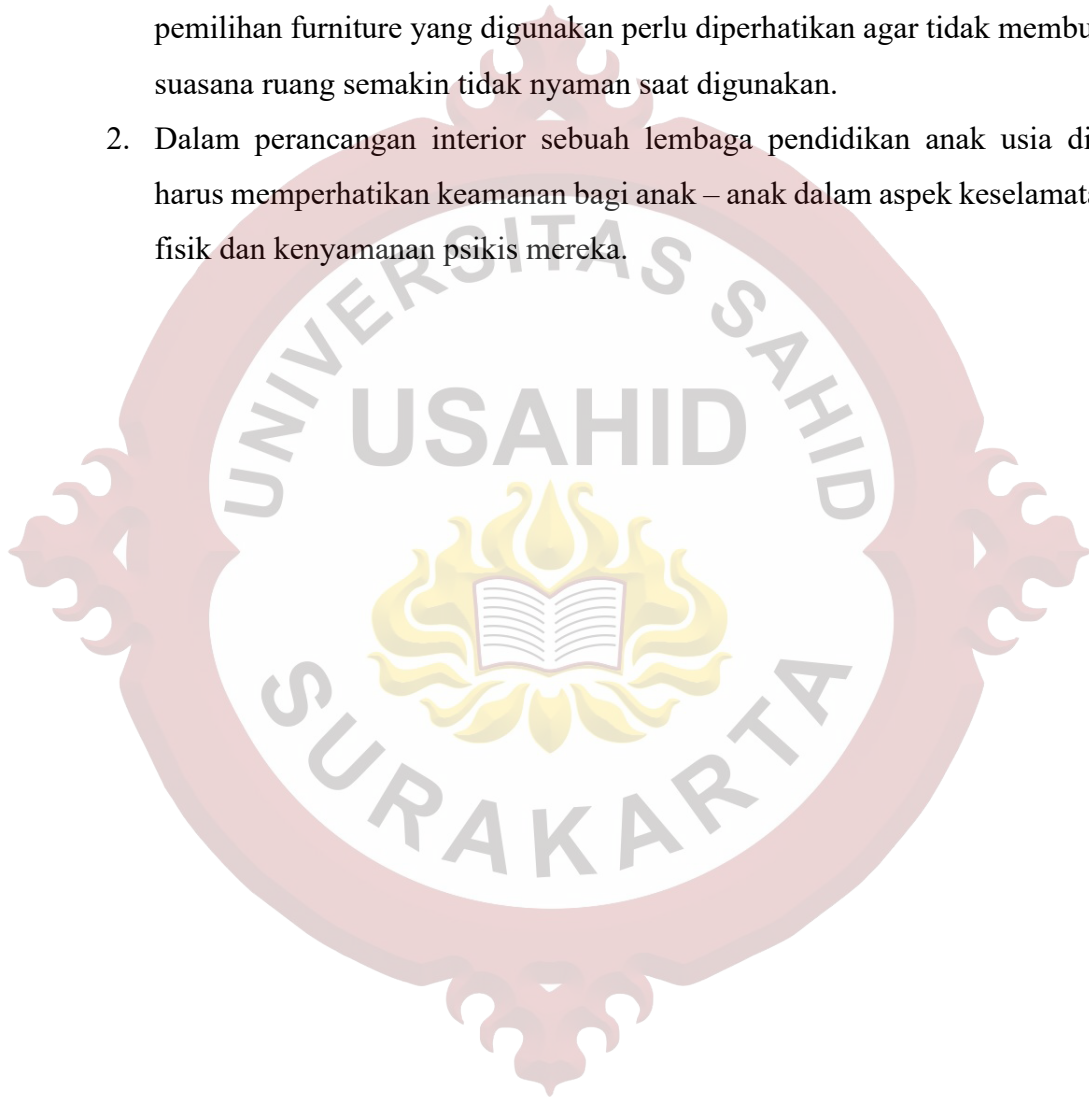 pemilihan furniture yang digunakan perlu diperhatikan agar tidak membu
suasana ruang semakin tidak nyaman saat digunakan.
2. Dalam perancangan interior sebuah lembaga pendidikan anak usia di
harus memperhatikan keamanan bagi anak – anak dalam aspek keselamata
fisik dan kenyamanan psikis mereka.
UNIVERSITAS SAHID
USAHID
SURAKARTA